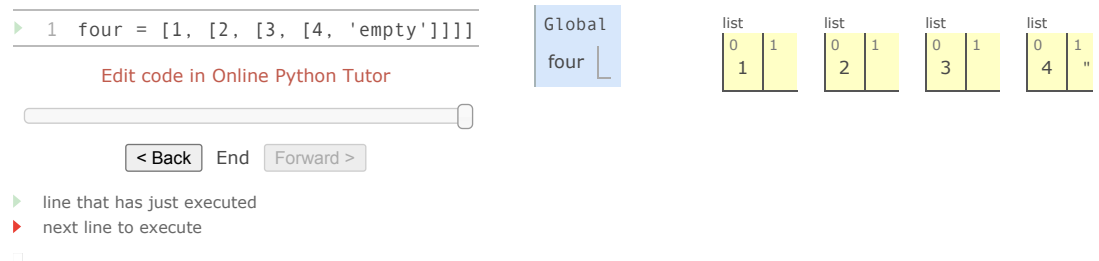 1 four = [1, [2, [3, [4, 'empty']]]]
Edit code in Online Python Tutor
< Back End Forward >
line that has just executed
next line to execute
Global
four
list list list list
0 1 0 1 0 1 0 1
1 2 3 4 "